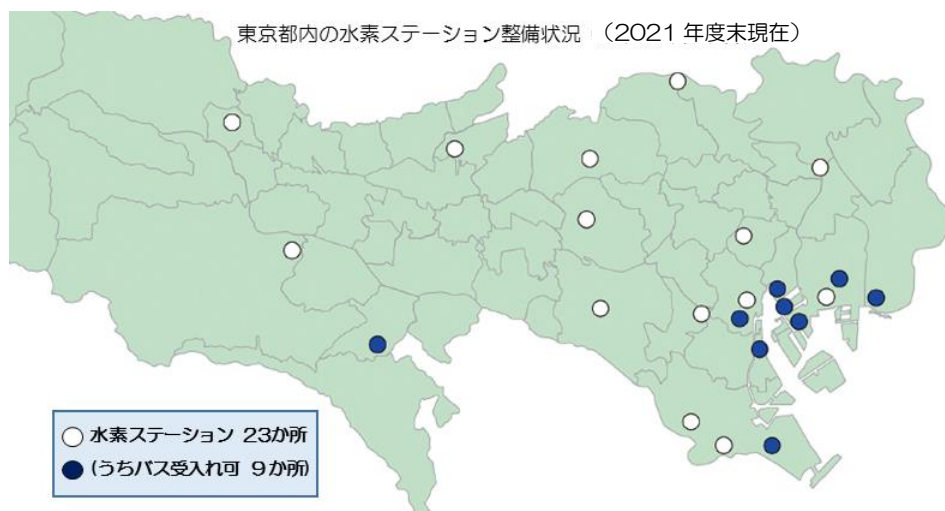 東京都内の水素ステーション整備状況 （2021 年度末現在）
水素ステーション 23か所
(うちバス受入れ可 9か所)